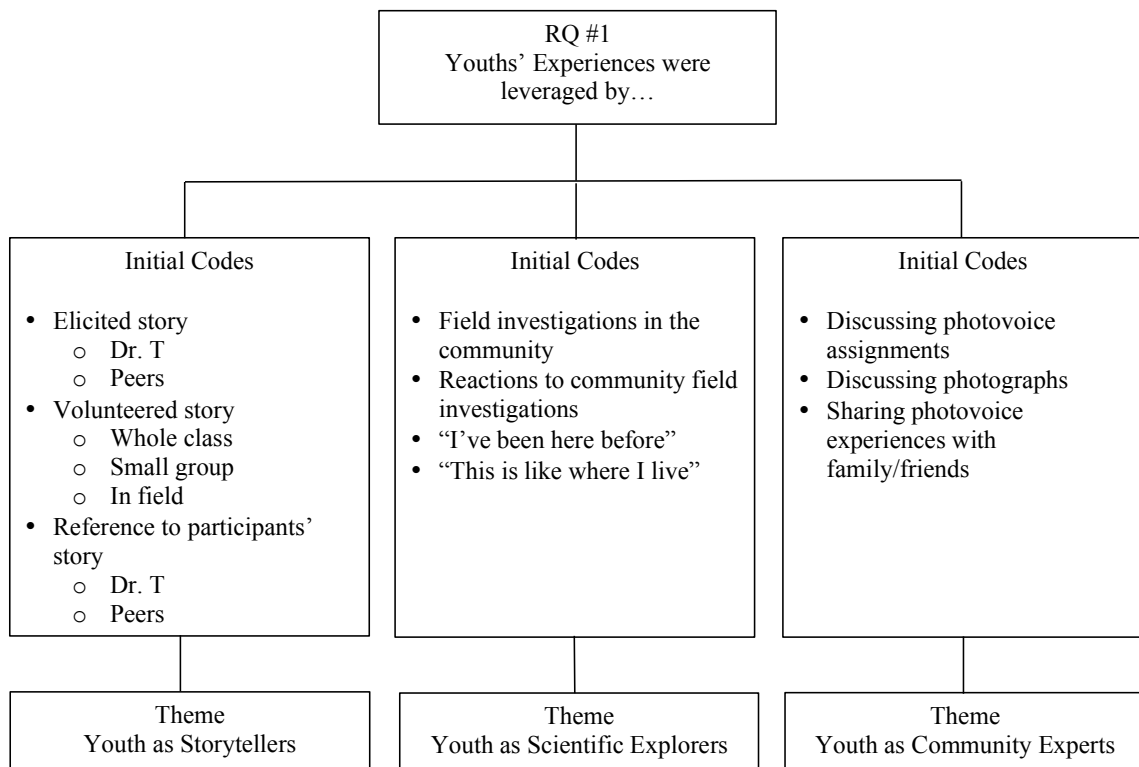 RQ #1
Youths’ Experiences were
leveraged by…
Initial Codes
• Elicited story
o Dr. T
o Peers
• Volunteered story
o Whole class
o Small group
o In field
• Reference to participants’
story
o Dr. T
o Peers
Initial Codes
• Field investigations in the
community
• Reactions to community field
investigations
• “I’ve been here before”
• “This is like where I live”
Initial Codes
• Discussing photovoice
assignments
• Discussing photographs
• Sharing photovoice
experiences with
family/friends
Theme
Youth as Storytellers
Theme
Youth as Scientific Explorers
Theme
Youth as Community Experts